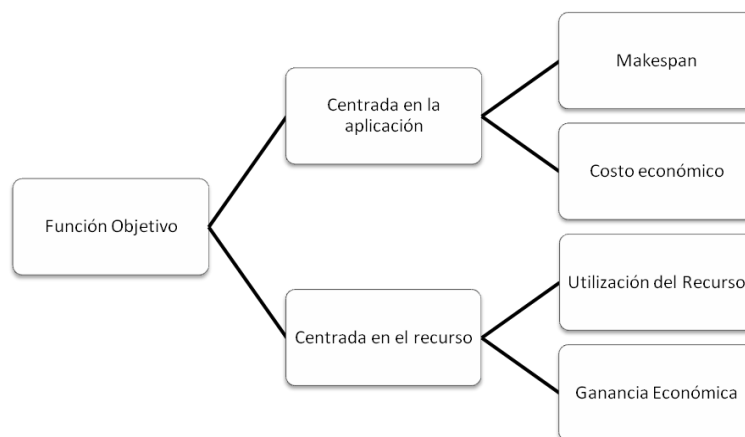 Función Objetivo
Centrada en la
aplicación
Makespan
Costo económico
Centrada en el recurso
Utilización del Recurso
Ganancia Económica